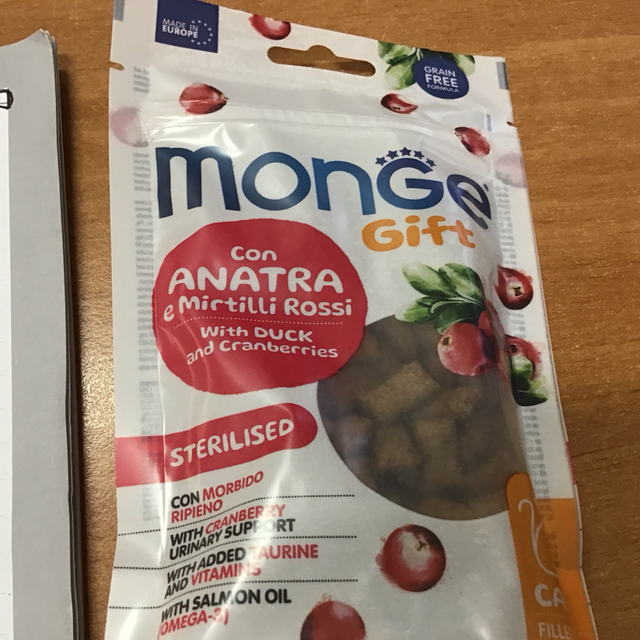 MADE IN
EUROPE
GRAIN
FREE
FORMULA
MONGE
Gift
Con
ANATRA
e Mirtilli Rossi
With DUCK
and Cranberries
STERILISED
CON MORBIDO
RIPIENO
WITH CRANBERRY
URINARY SUPPORT
WITH ADDED TAURINE
AND VITAMINS
WITH SALMON OIL
(OMEGA-3)